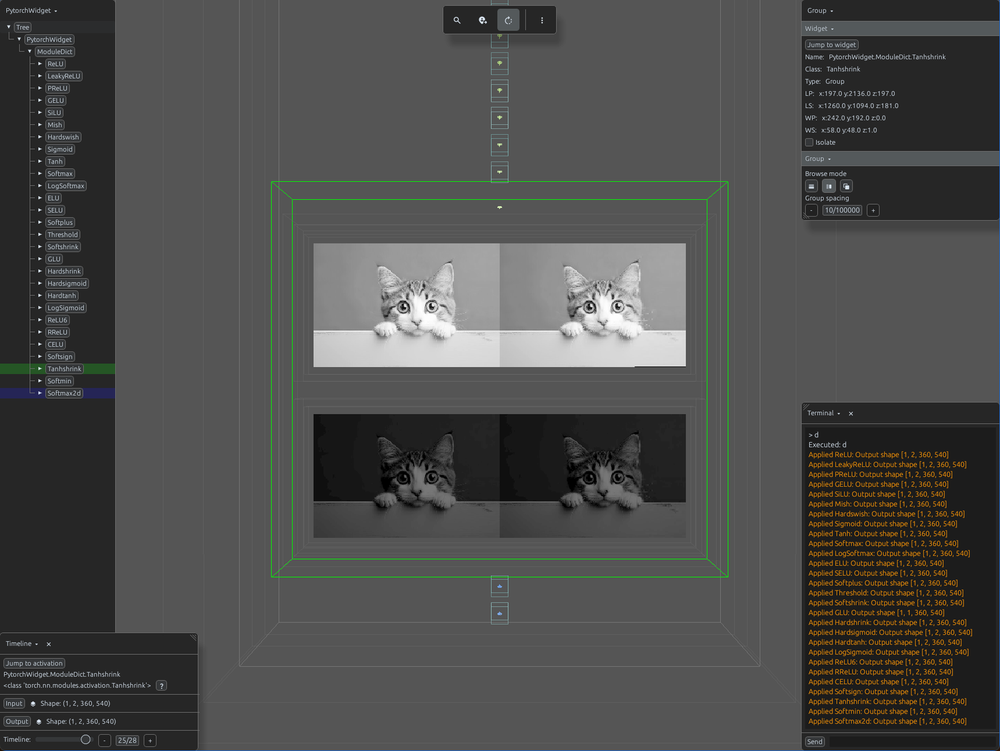 PytorchWidget
Tree
PytorchWidget
ModuleDict
ReLU
LeakyReLU
PReLU
GELU
SiLU
Mish
Hardswish
Sigmoid
Tanh
Softmax
LogSoftmax
ELU
SELU
Softplus
Threshold
Softshrink
GLU
Hardshrink
Hardsigmoid
Hardtanh
LogSigmoid
ReLU6
RReLU
CELU
Softsign
Tanhshrink
Softmin
Softmax2d
Timeline
Jump to activation
PytorchWidget.ModuleDict.Tanhshrink
<class 'torch.nn.modules.activation.Tanhshrink'> ?
Input Shape: (1, 2, 360, 540)
Output Shape: (1, 2, 360, 540)
Timeline: - 25/28 +
Group
Widget
Jump to widget
Name: PytorchWidget.ModuleDict.Tanhshrink
Class: Tanhshrink
Type: Group
LP: x:197.0 y:2136.0 z:197.0
LS: x:1260.0 y:1094.0 z:181.0
WP: x:242.0 y:192.0 z:0.0
WS: x:58.0 y:48.0 z:1.0
Isolate
Group
Browse mode
Group spacing
- 10/100000 +
Terminal
> d
Executed: d
Applied ReLU: Output shape [1, 2, 360, 540]
Applied LeakyReLU: Output shape [1, 2, 360, 540]
Applied PReLU: Output shape [1, 2, 360, 540]
Applied GELU: Output shape [1, 2, 360, 540]
Applied SiLU: Output shape [1, 2, 360, 540]
Applied Mish: Output shape [1, 2, 360, 540]
Applied Hardswish: Output shape [1, 2, 360, 540]
Applied Sigmoid: Output shape [1, 2, 360, 540]
Applied Tanh: Output shape [1, 2, 360, 540]
Applied Softmax: Output shape [1, 2, 360, 540]
Applied LogSoftmax: Output shape [1, 2, 360, 540]
Applied ELU: Output shape [1, 2, 360, 540]
Applied SELU: Output shape [1, 2, 360, 540]
Applied Softplus: Output shape [1, 2, 360, 540]
Applied Threshold: Output shape [1, 2, 360, 540]
Applied Softshrink: Output shape [1, 2, 360, 540]
Applied GLU: Output shape [1, 1, 360, 540]
Applied Hardshrink: Output shape [1, 2, 360, 540]
Applied Hardsigmoid: Output shape [1, 2, 360, 540]
Applied Hardtanh: Output shape [1, 2, 360, 540]
Applied LogSigmoid: Output shape [1, 2, 360, 540]
Applied ReLU6: Output shape [1, 2, 360, 540]
Applied RReLU: Output shape [1, 2, 360, 540]
Applied CELU: Output shape [1, 2, 360, 540]
Applied Softsign: Output shape [1, 2, 360, 540]
Applied Tanhshrink: Output shape [1, 2, 360, 540]
Applied Softmin: Output shape [1, 2, 360, 540]
Applied Softmax2d: Output shape [1, 2, 360, 540]
Send